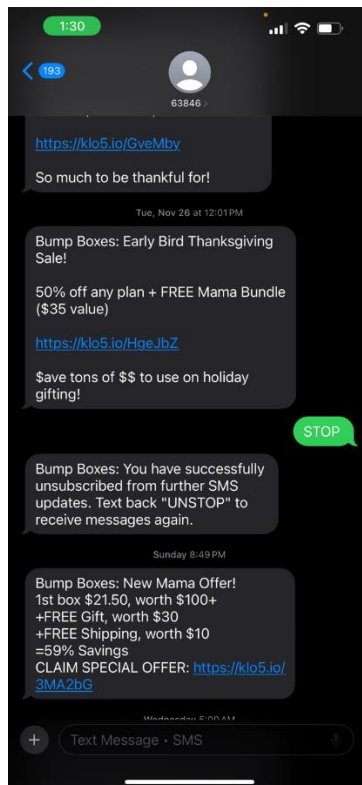 1:30
193
63846
https://klo5.io/GveMby
So much to be thankful for!
Tue, Nov 26 at 12:01 PM
Bump Boxes: Early Bird Thanksgiving
Sale!
50% off any plan + FREE Mama Bundle
($35 value)
https://klo5.io/HgeJbZ
$ave tons of $$ to use on holiday
gifting!
STOP
Bump Boxes: You have successfully
unsubscribed from further SMS
updates. Text back "UNSTOP" to
receive messages again.
Sunday 8:49 PM
Bump Boxes: New Mama Offer!
1st box $21.50, worth $100+
+FREE Gift, worth $30
+FREE Shipping, worth $10
=59% Savings
CLAIM SPECIAL OFFER: https://klo5.io/
3MA2bG
Wednesday 5:00 AM
Text Message • SMS